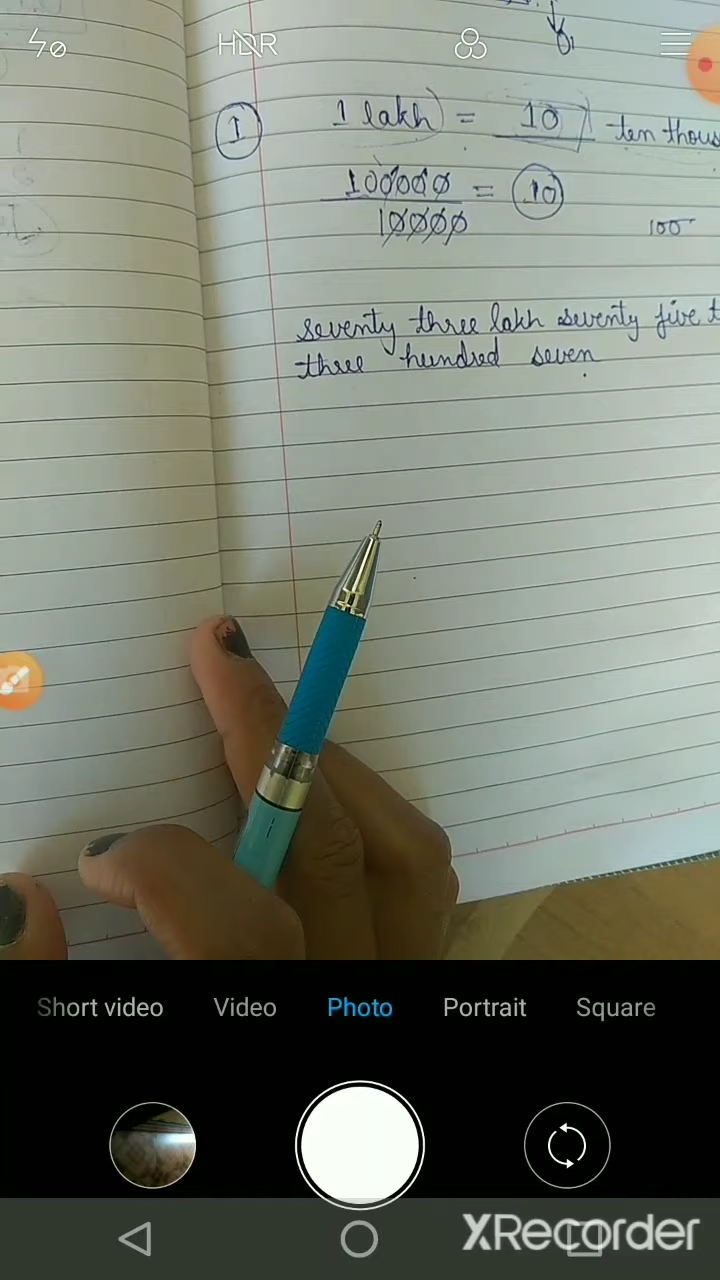 HDR
1 1 lakh = 10 ten thous
100000 / 10000 = 10
100
seventy three lakh seventy five t
three hundred seven
Short video Video Photo Portrait Square
XRecorder